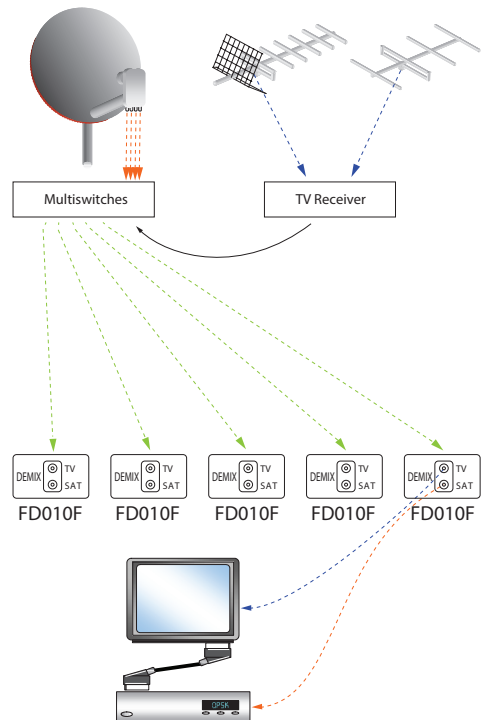 Multiswitches
TV Receiver
DEMIX
TV
SAT
DEMIX
TV
SAT
DEMIX
TV
SAT
DEMIX
TV
SAT
DEMIX
TV
SAT
FD010F
FD010F
FD010F
FD010F
FD010F
QPSK